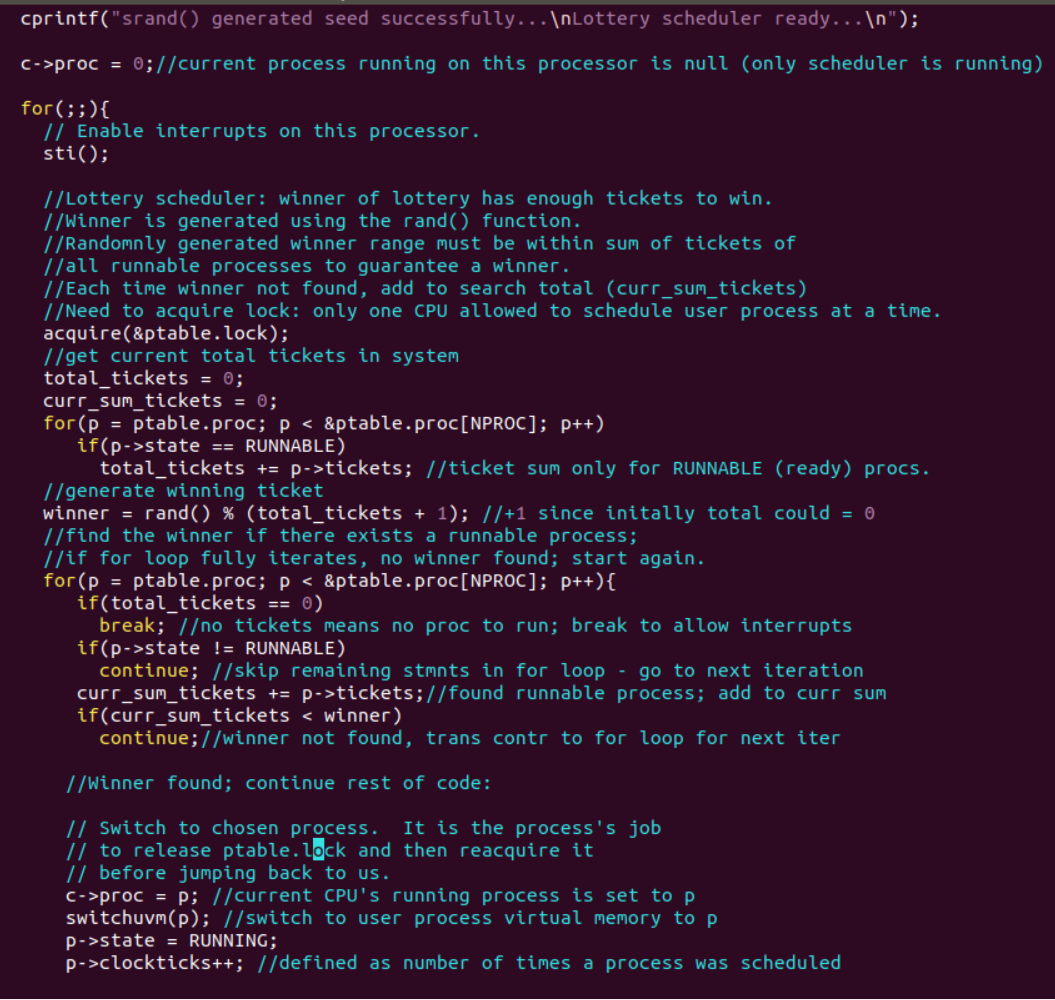 cprintf("srand() generated seed successfully...\nLottery scheduler ready...\n");
c->proc = 0;//current process running on this processor is null (only scheduler is running)
for(;;){
// Enable interrupts on this processor.
sti();
//Lottery scheduler: winner of lottery has enough tickets to win.
//Winner is generated using the rand() function.
//Randomnly generated winner range must be within sum of tickets of
//all runnable processes to guarantee a winner.
//Each time winner not found, add to search total (curr_sum_tickets)
//Need to acquire lock: only one CPU allowed to schedule user process at a time.
acquire(&ptable.lock);
//get current total tickets in system
total_tickets = 0;
curr_sum_tickets = 0;
for(p = ptable.proc; p < &ptable.proc[NPROC]; p++)
if(p->state == RUNNABLE)
total_tickets += p->tickets; //ticket sum only for RUNNABLE (ready) procs.
//generate winning ticket
winner = rand() % (total_tickets + 1); //+1 since initally total could = 0
//find the winner if there exists a runnable process;
//if for loop fully iterates, no winner found; start again.
for(p = ptable.proc; p < &ptable.proc[NPROC]; p++){
if(total_tickets == 0)
break; //no tickets means no proc to run; break to allow interrupts
if(p->state != RUNNABLE)
continue; //skip remaining stmnts in for loop - go to next iteration
curr_sum_tickets += p->tickets;//found runnable process; add to curr sum
if(curr_sum_tickets < winner)
continue;//winner not found, trans contr to for loop for next iter
//Winner found; continue rest of code:
// Switch to chosen process.  It is the process's job
// to release ptable.lock and then reacquire it
// before jumping back to us.
c->proc = p; //current CPU's running process is set to p
switchuvm(p); //switch to user process virtual memory to p
p->state = RUNNING;
p->clockticks++; //defined as number of times a process was scheduled